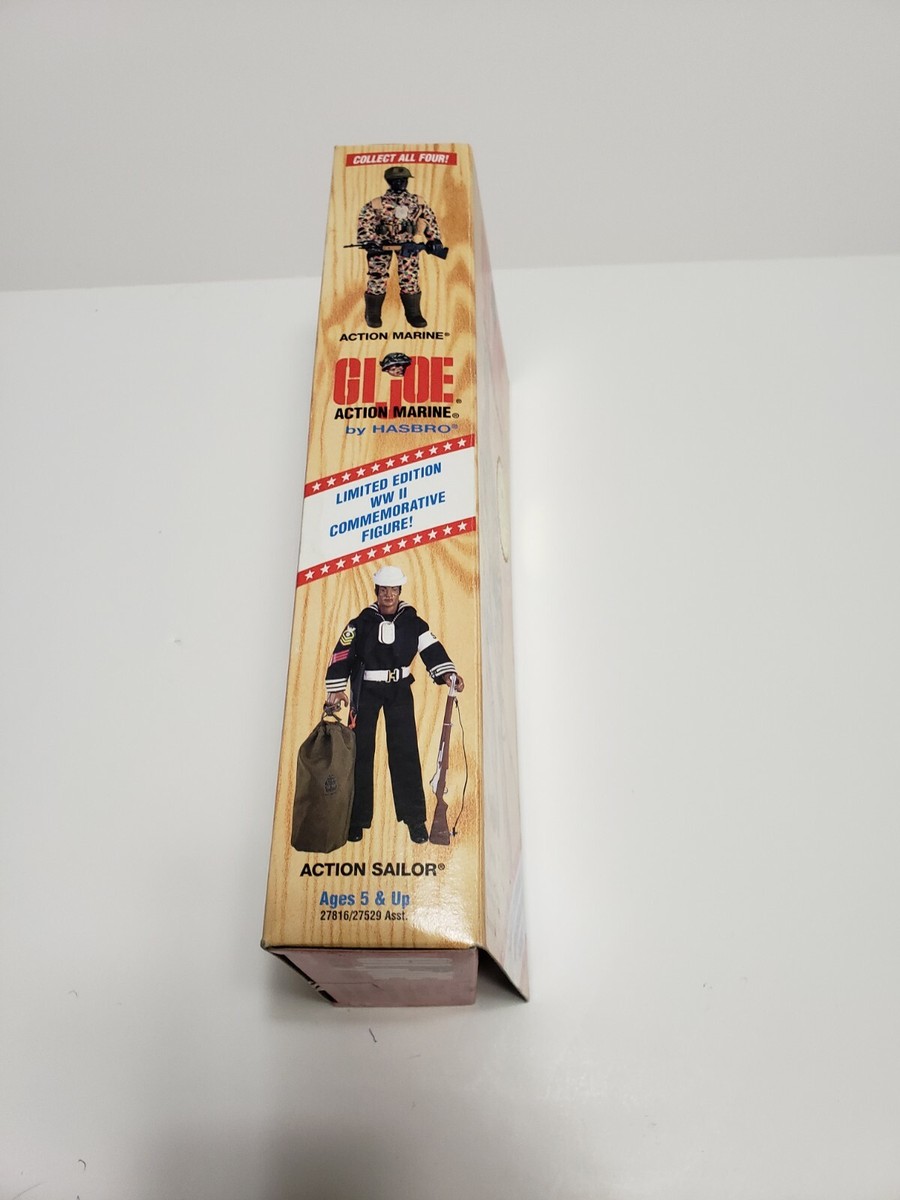 COLLECT ALL FOUR!
ACTION MARINE®
GI JOE®
ACTION MARINE®
by HASBRO®
LIMITED EDITION
WW II
COMMEMORATIVE
FIGURE!
ACTION SAILOR®
Ages 5 & Up
27816/27529 Asst.